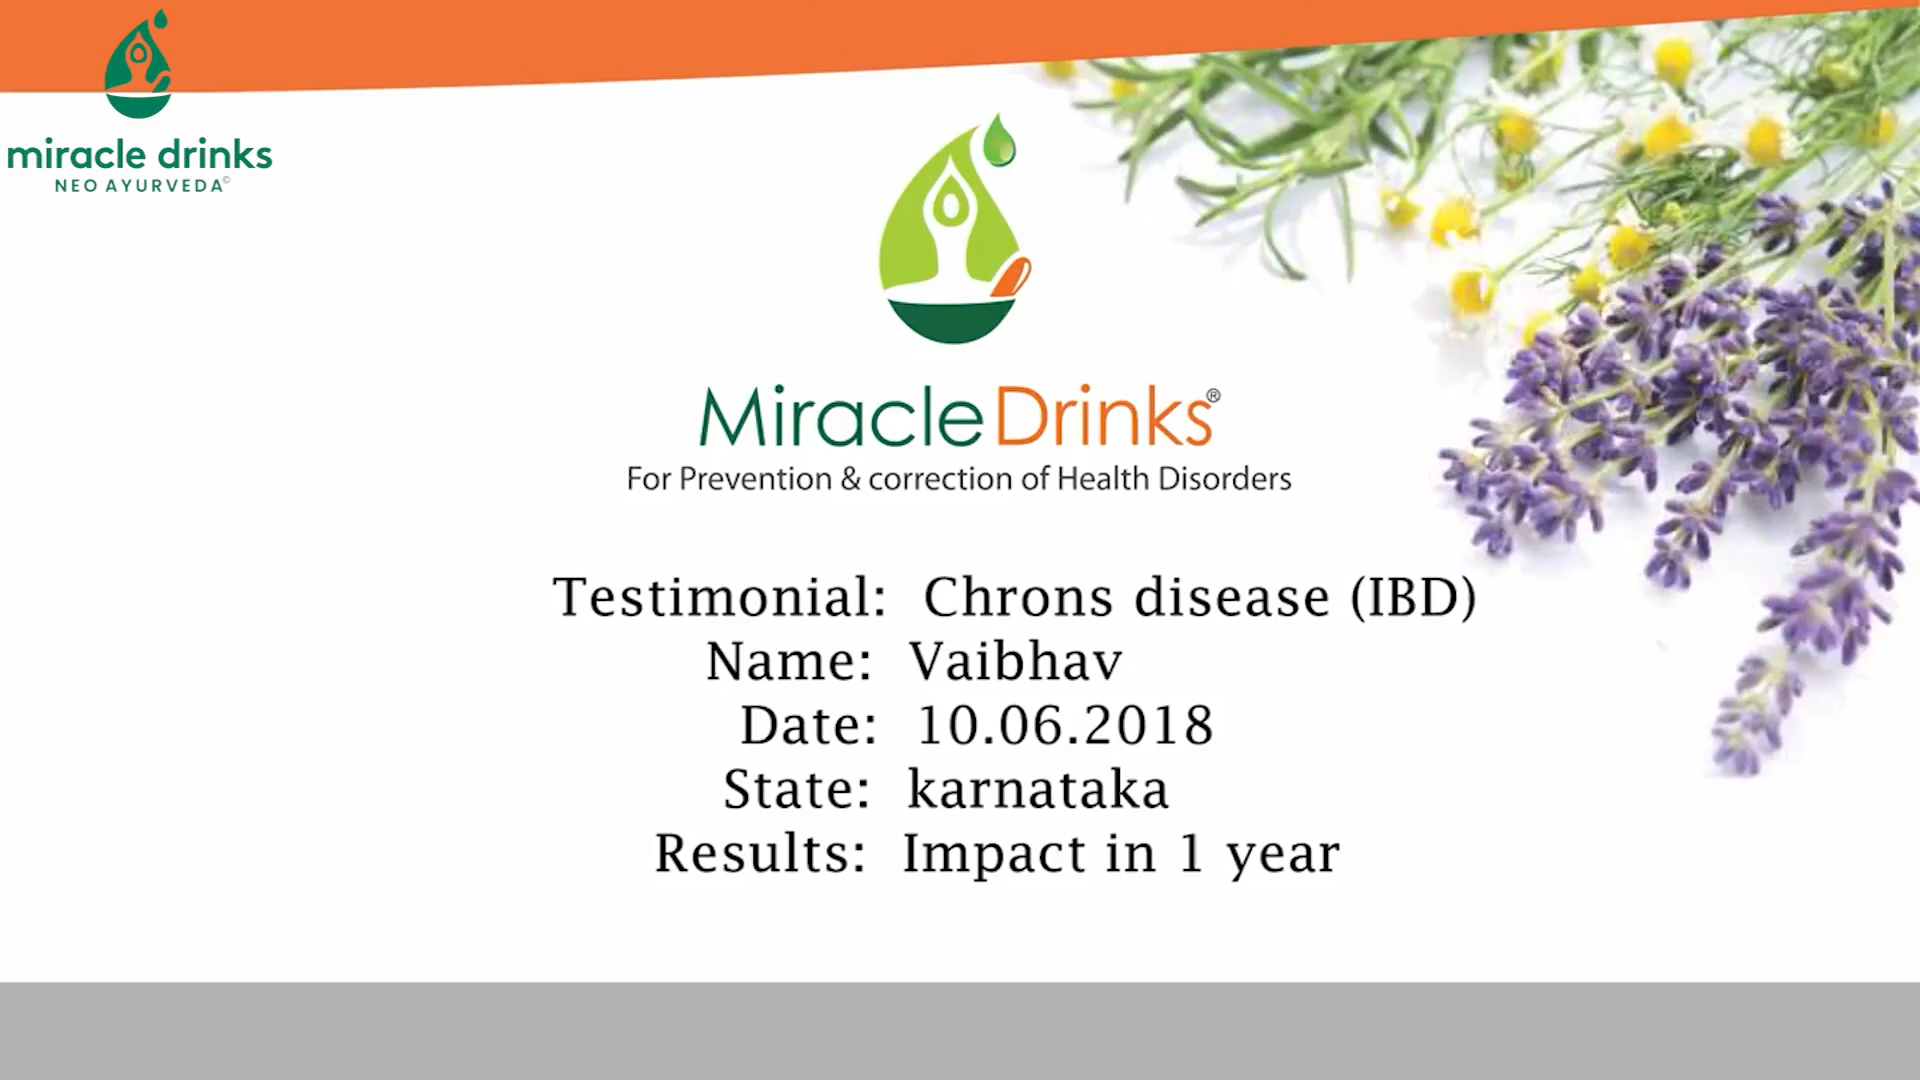 miracle drinks
NEO AYURVEDA©
MiracleDrinks®
For Prevention & correction of Health Disorders
Testimonial: Chrons disease (IBD)
Name: Vaibhav
Date: 10.06.2018
State: karnataka
Results: Impact in 1 year